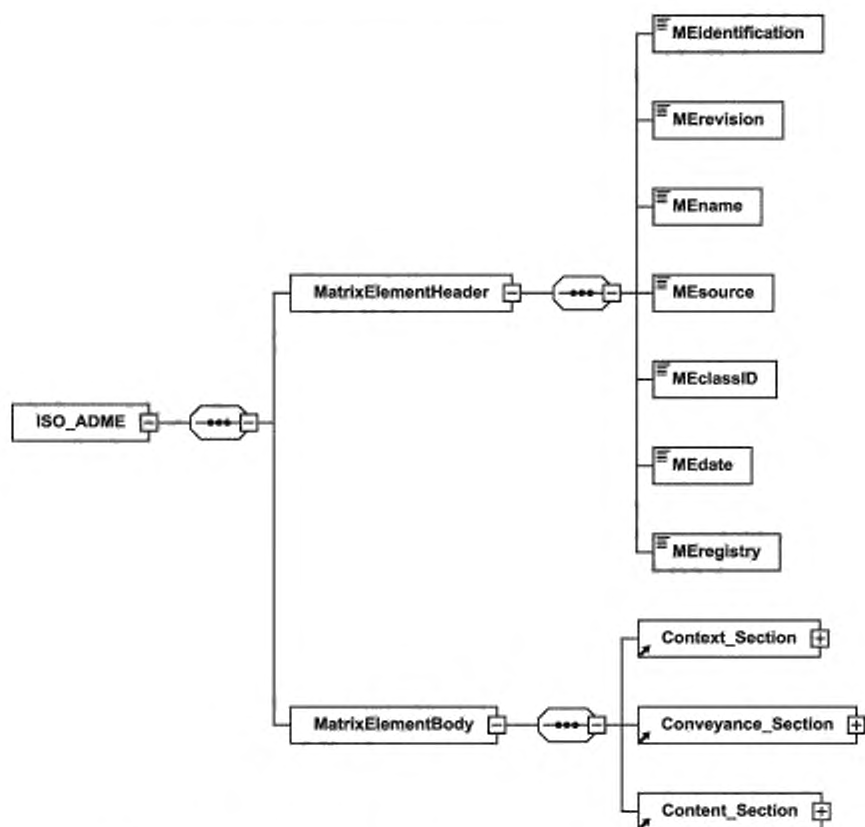 MEidentification
MErevision
MEname
MatrixElementHeader
MEsource
MEclassID
ISO_ADME
MEdate
MEregistry
Context_Section
MatrixElementBody
Conveyance_Section
Content_Section